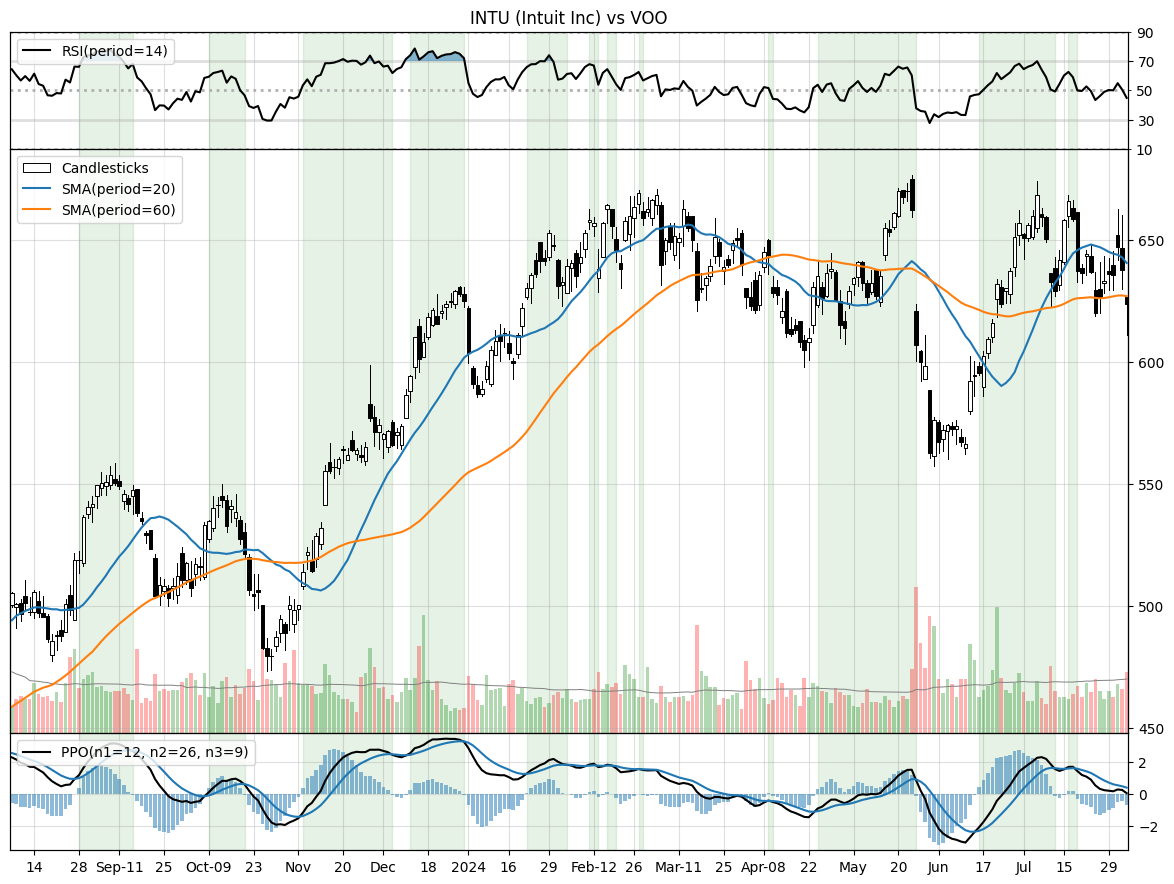 INTU (Intuit Inc) vs VOO
RSI(period=14)
90
70
50
30
10
Candlesticks
SMA(period=20)
SMA(period=60)
650
600
550
500
450
PPO(n1=12, n2=26, n3=9)
2
0
−2
14 28 Sep-11 25 Oct-09 23 Nov 20 Dec 18 2024 16 29 Feb-12 26 Mar-11 25 Apr-08 22 May 20 Jun 17 Jul 15 29